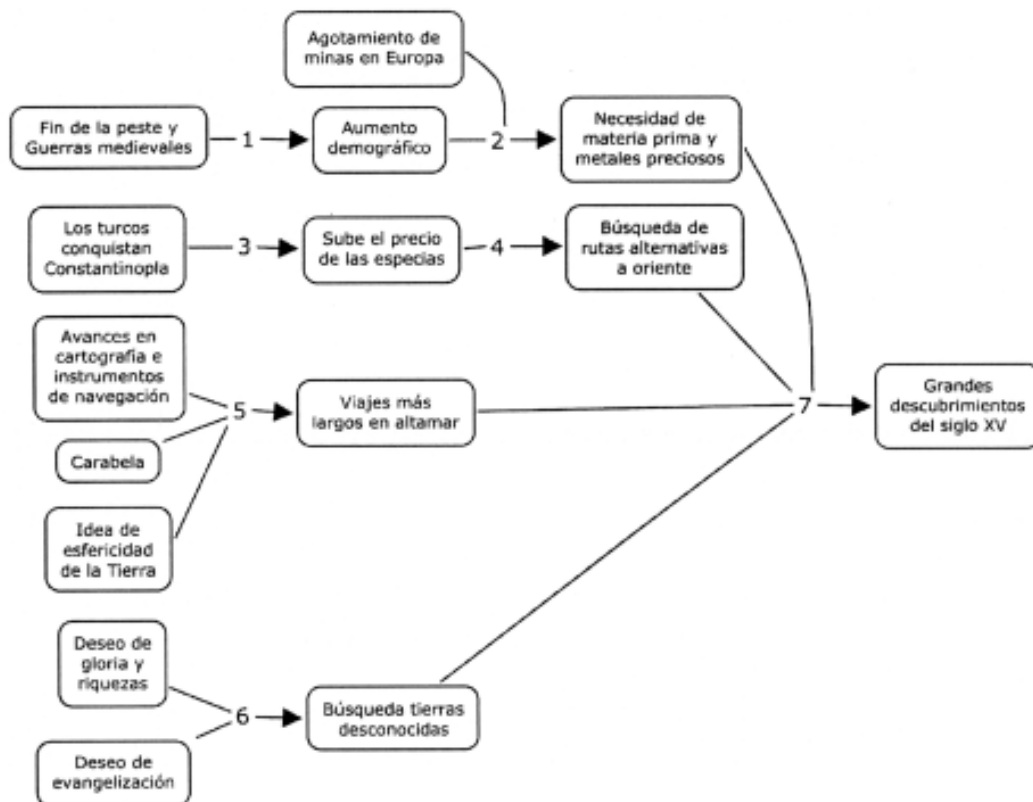 Agotamiento de
minas en Europa
Fin de la peste y
Guerras medievales
1
Aumento
demográfico
2
Necesidad de
materia prima y
metales preciosos
Los turcos
conquistan
Constantinopla
3
Sube el precio
de las especias
4
Búsqueda de
rutas alternativas
a oriente
Avances en
cartografía e
instrumentos
de navegación
Carabela
Idea de
esfericidad
de la Tierra
5
Viajes más
largos en altamar
7
Grandes
descubrimientos
del siglo XV
Deseo de
gloria y
riquezas
Deseo de
evangelización
6
Búsqueda tierras
desconocidas